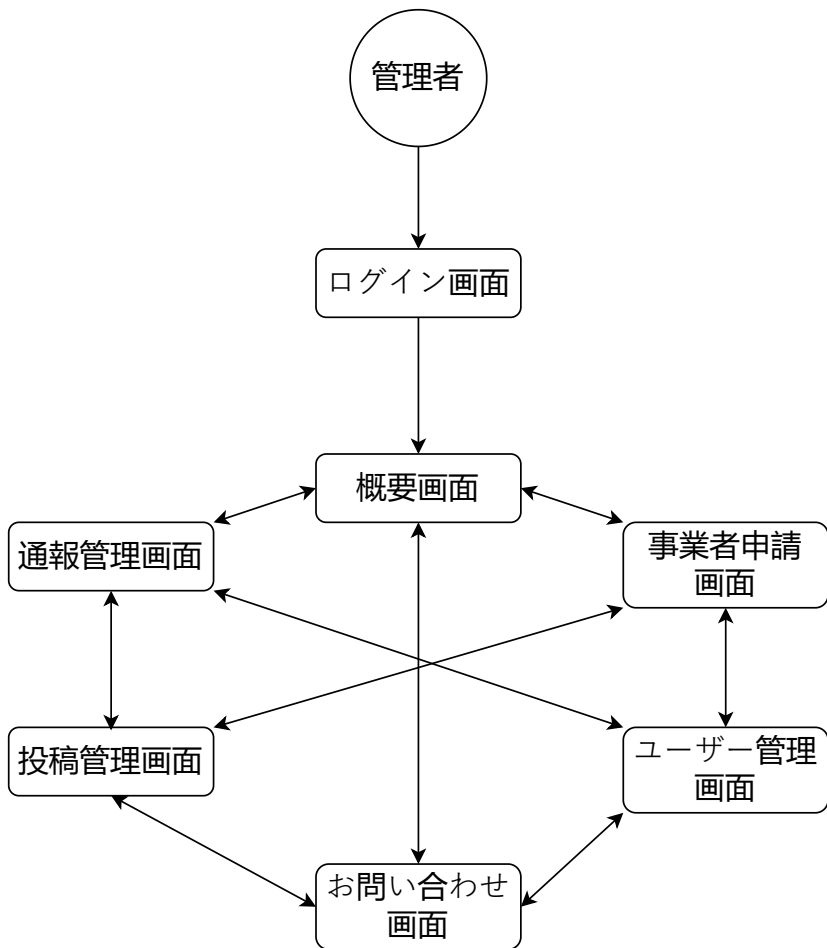 管理者
ログイン画面
概要画面
通報管理画面
事業者申請
画面
投稿管理画面
ユーザー管理
画面
お問い合わせ
画面